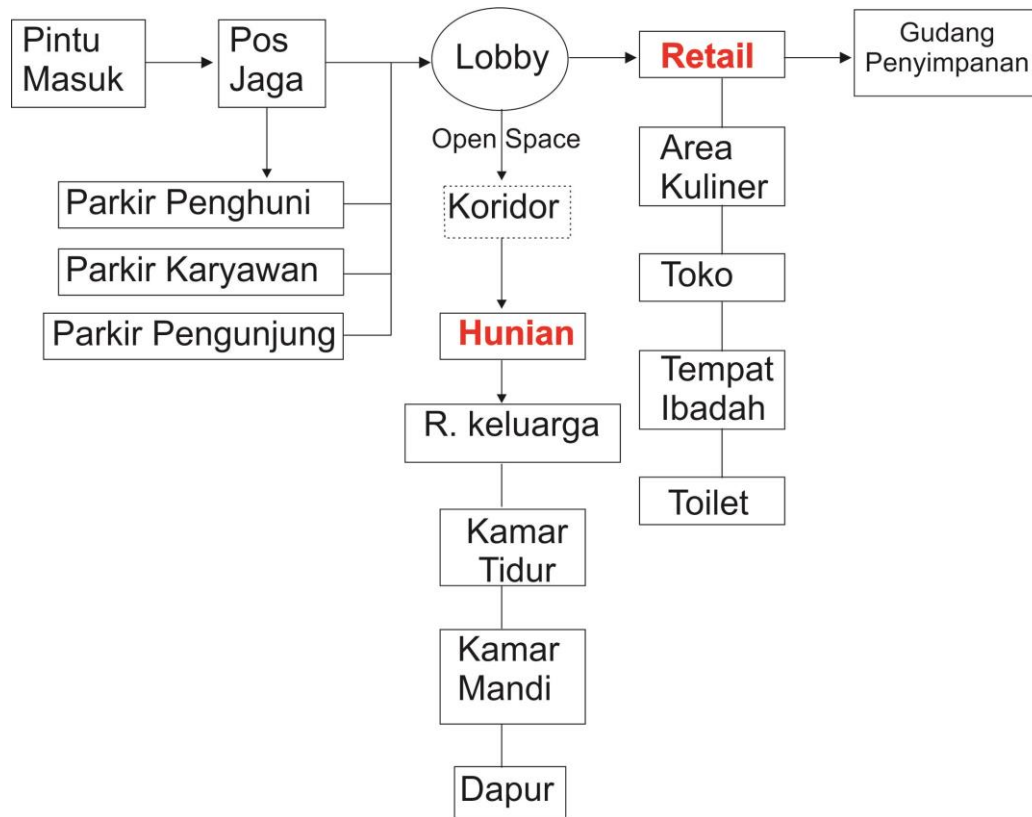 Pintu
Masuk
Pos
Jaga
Lobby
Retail
Gudang
Penyimpanan
Open Space
Parkir Penghuni
Parkir Karyawan
Parkir Pengunjung
Koridor
Hunian
R. keluarga
Kamar
Tidur
Kamar
Mandi
Dapur
Area
Kuliner
Toko
Tempat
Ibadah
Toilet